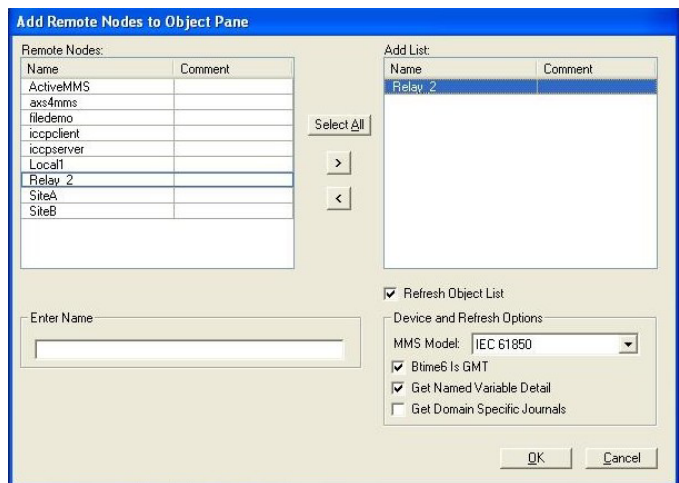 Add Remote Nodes to Object Pane
Remote Nodes:
Name Comment
ActiveMMS
axs4mms
filedemo
iccpclient
iccpserver
Local1
Relay_2
SiteA
SiteB
Select All
>
<
Add List:
Name Comment
Relay_2
Refresh Object List
Enter Name
Device and Refresh Options
MMS Model: IEC 61850
Btime6 Is GMT
Get Named Variable Detail
Get Domain Specific Journals
OK Cancel